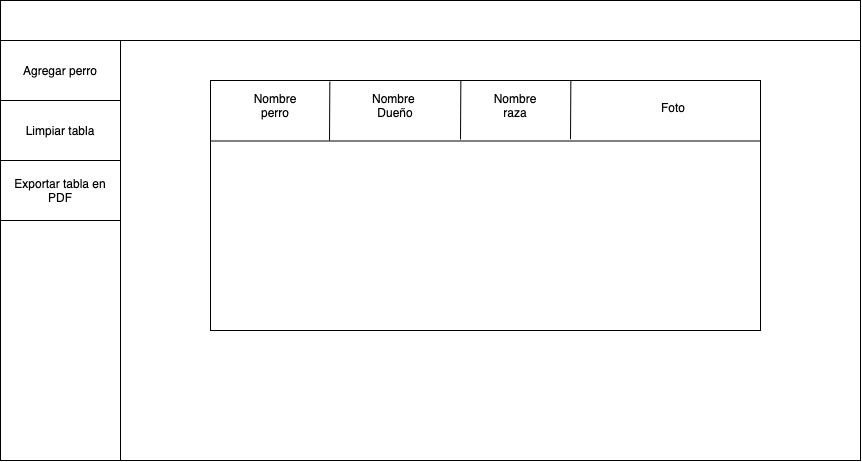 Agregar perro
Limpiar tabla
Exportar tabla en
PDF
Nombre
perro
Nombre
Dueño
Nombre
raza
Foto